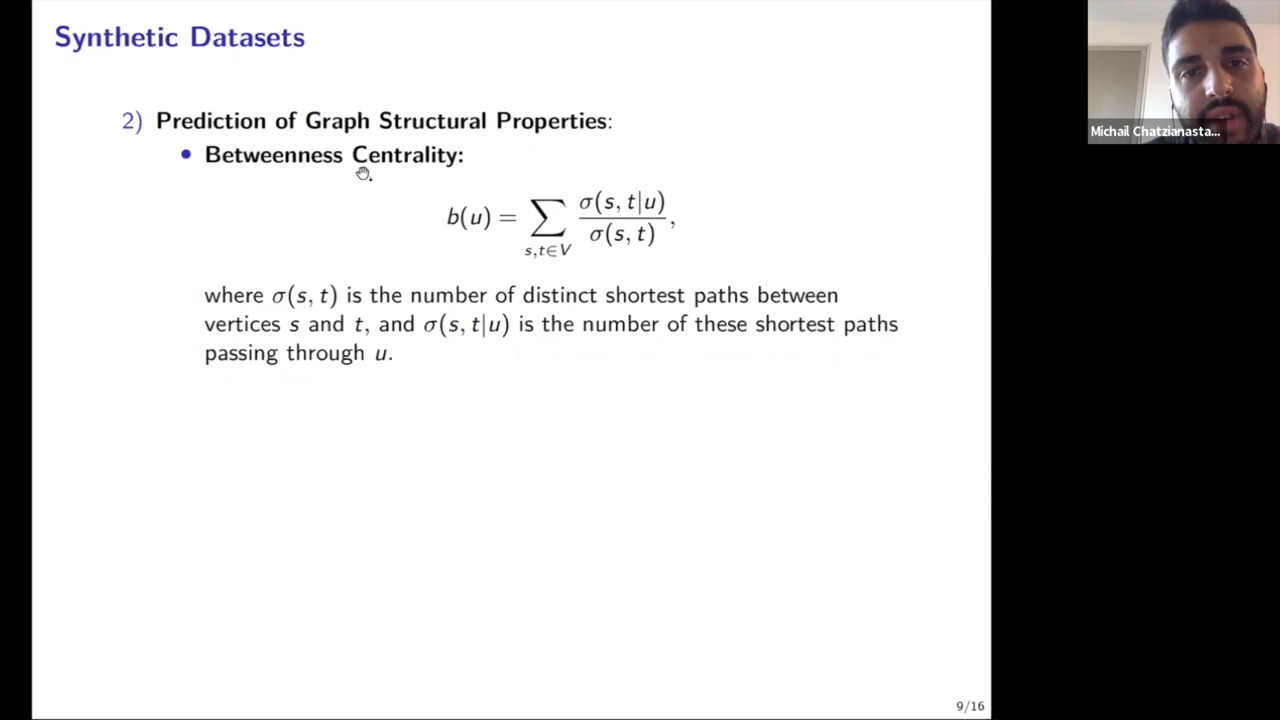 Synthetic Datasets
2) Prediction of Graph Structural Properties:
• Betweenness Centrality:
b(u) = ∑_{s,t∈V} σ(s, t|u) / σ(s, t),
where σ(s, t) is the number of distinct shortest paths between
vertices s and t, and σ(s, t|u) is the number of these shortest paths
passing through u.
9/16
Michail Chatzianasta...